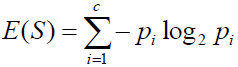 E(S) = ∑_{i=1}^{c} − p_i log_2 p_i